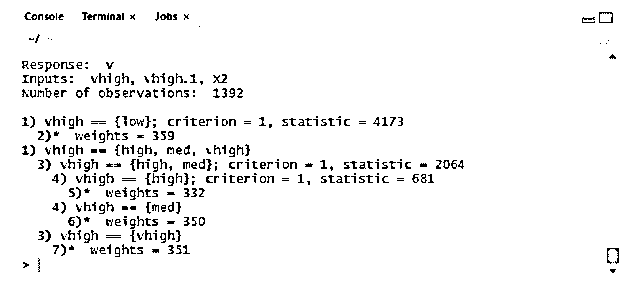 Console Terminal × Jobs ×
~/
Response: v
Inputs: vhigh, vhigh.1, X2
Number of observations: 1392
1) vhigh == {low}; criterion = 1, statistic = 4173
2)* weights = 359
1) vhigh == {high, med, vhigh}
3) vhigh == {high, med}; criterion = 1, statistic = 2064
4) vhigh == {high}; criterion = 1, statistic = 681
5)* weights = 332
4) vhigh == {med}
6)* weights = 350
3) vhigh == {vhigh}
7)* weights = 351
>